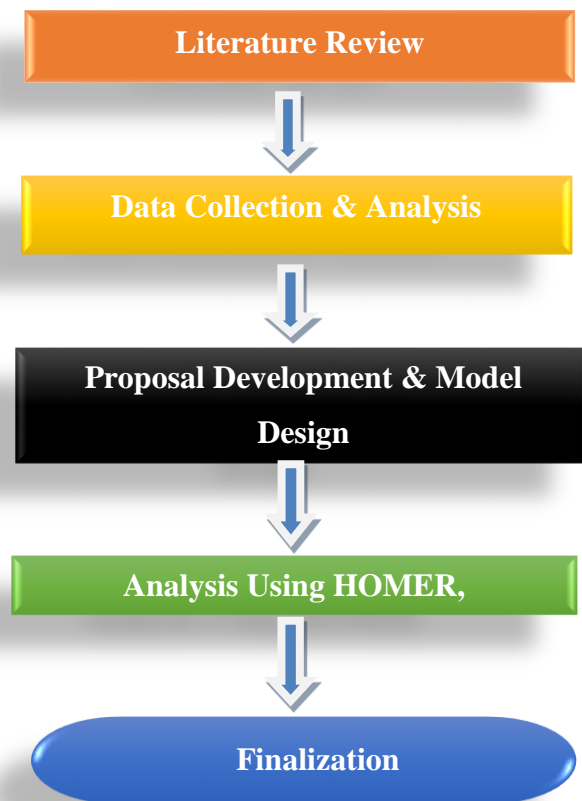 Literature Review
Data Collection & Analysis
Proposal Development & Model
Design
Analysis Using HOMER,
Finalization